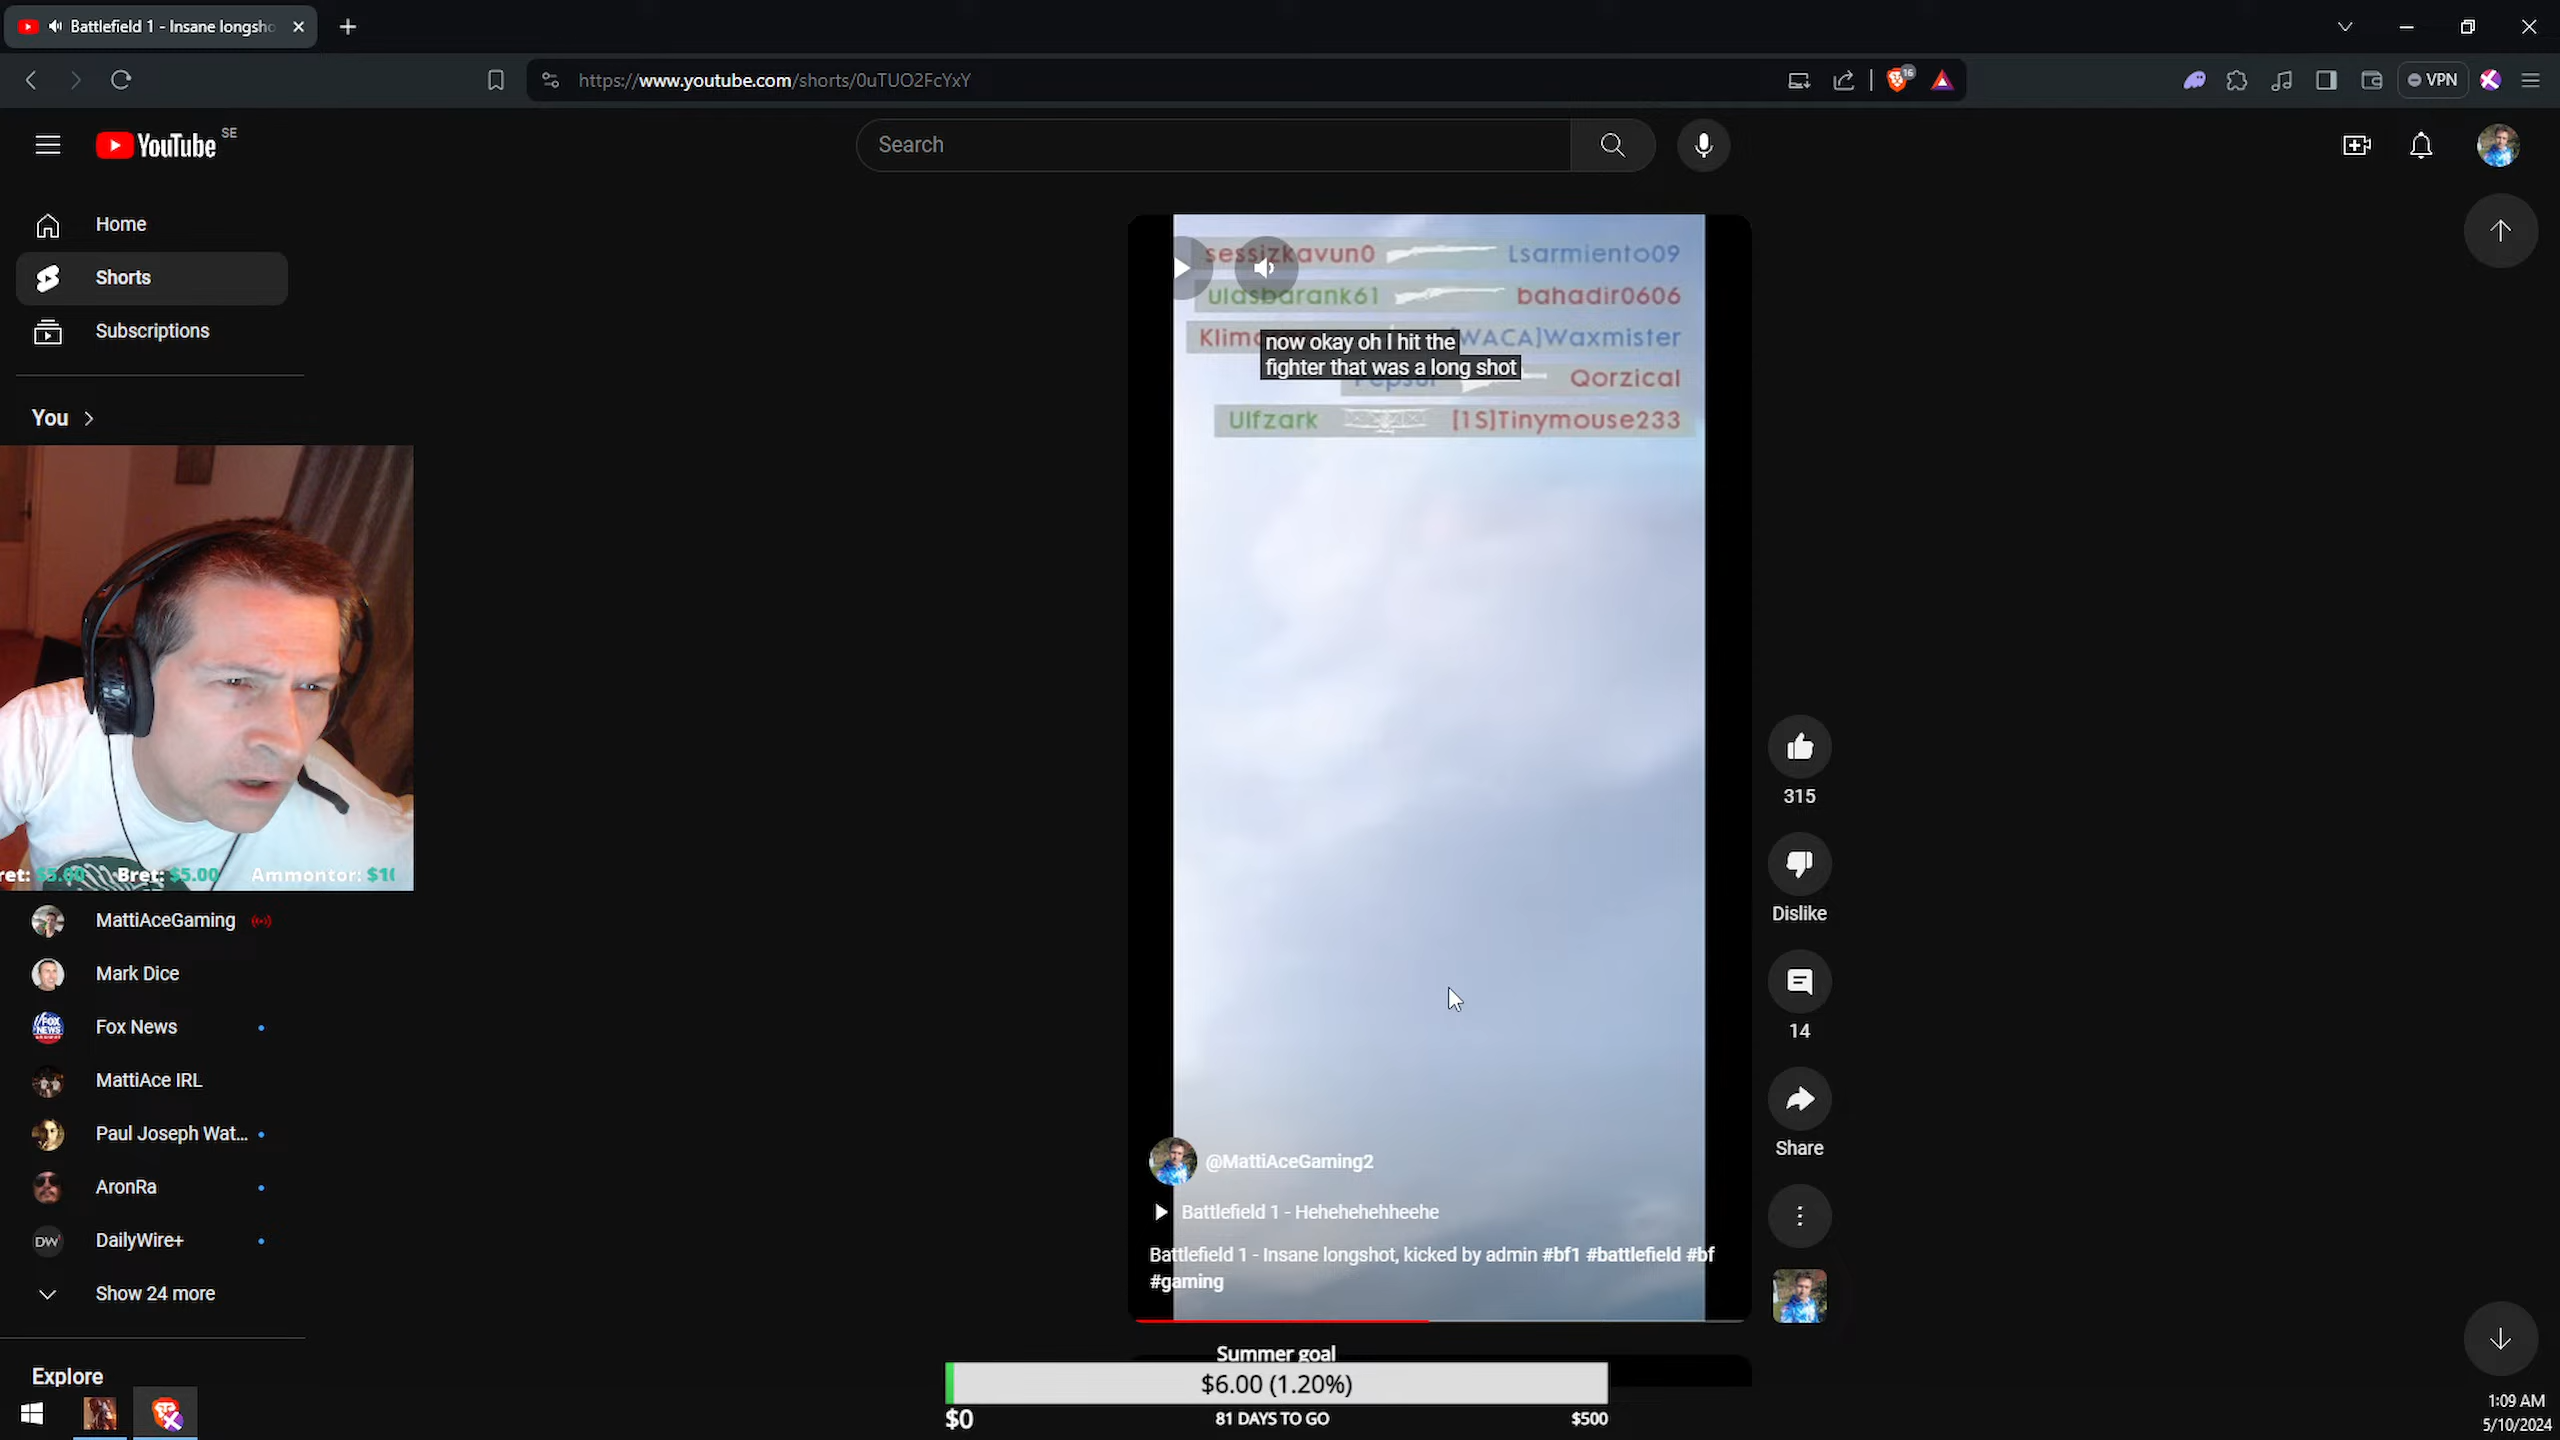 Battlefield 1 - Insane longsho
https://www.youtube.com/shorts/0uTUO2FcYxY
16
VPN
YouTube SE
Search
Home
Shorts
Subscriptions
You
sessizkavun0 Lsarmiento09
ulasbarank61 bahadir0606
WACA]Waxmister
now okay oh I hit the
fighter that was a long shot
Qorzical
Ulfzark [1S]Tinymouse233
Bret: $5.00 Ammontor:
MattiAceGaming
Mark Dice
Fox News
MattiAce IRL
Paul Joseph Wat...
AronRa
DW DailyWire+
Show 24 more
Explore
315
Dislike
14
Share
@MattiAceGaming2
Battlefield 1 - Hehehehehheehe
Battlefield 1 - Insane longshot, kicked by admin #bf1 #battlefield #bf
#gaming
Summer goal
$6.00 (1.20%)
$0 81 DAYS TO GO $500
1:09 AM
5/10/2024